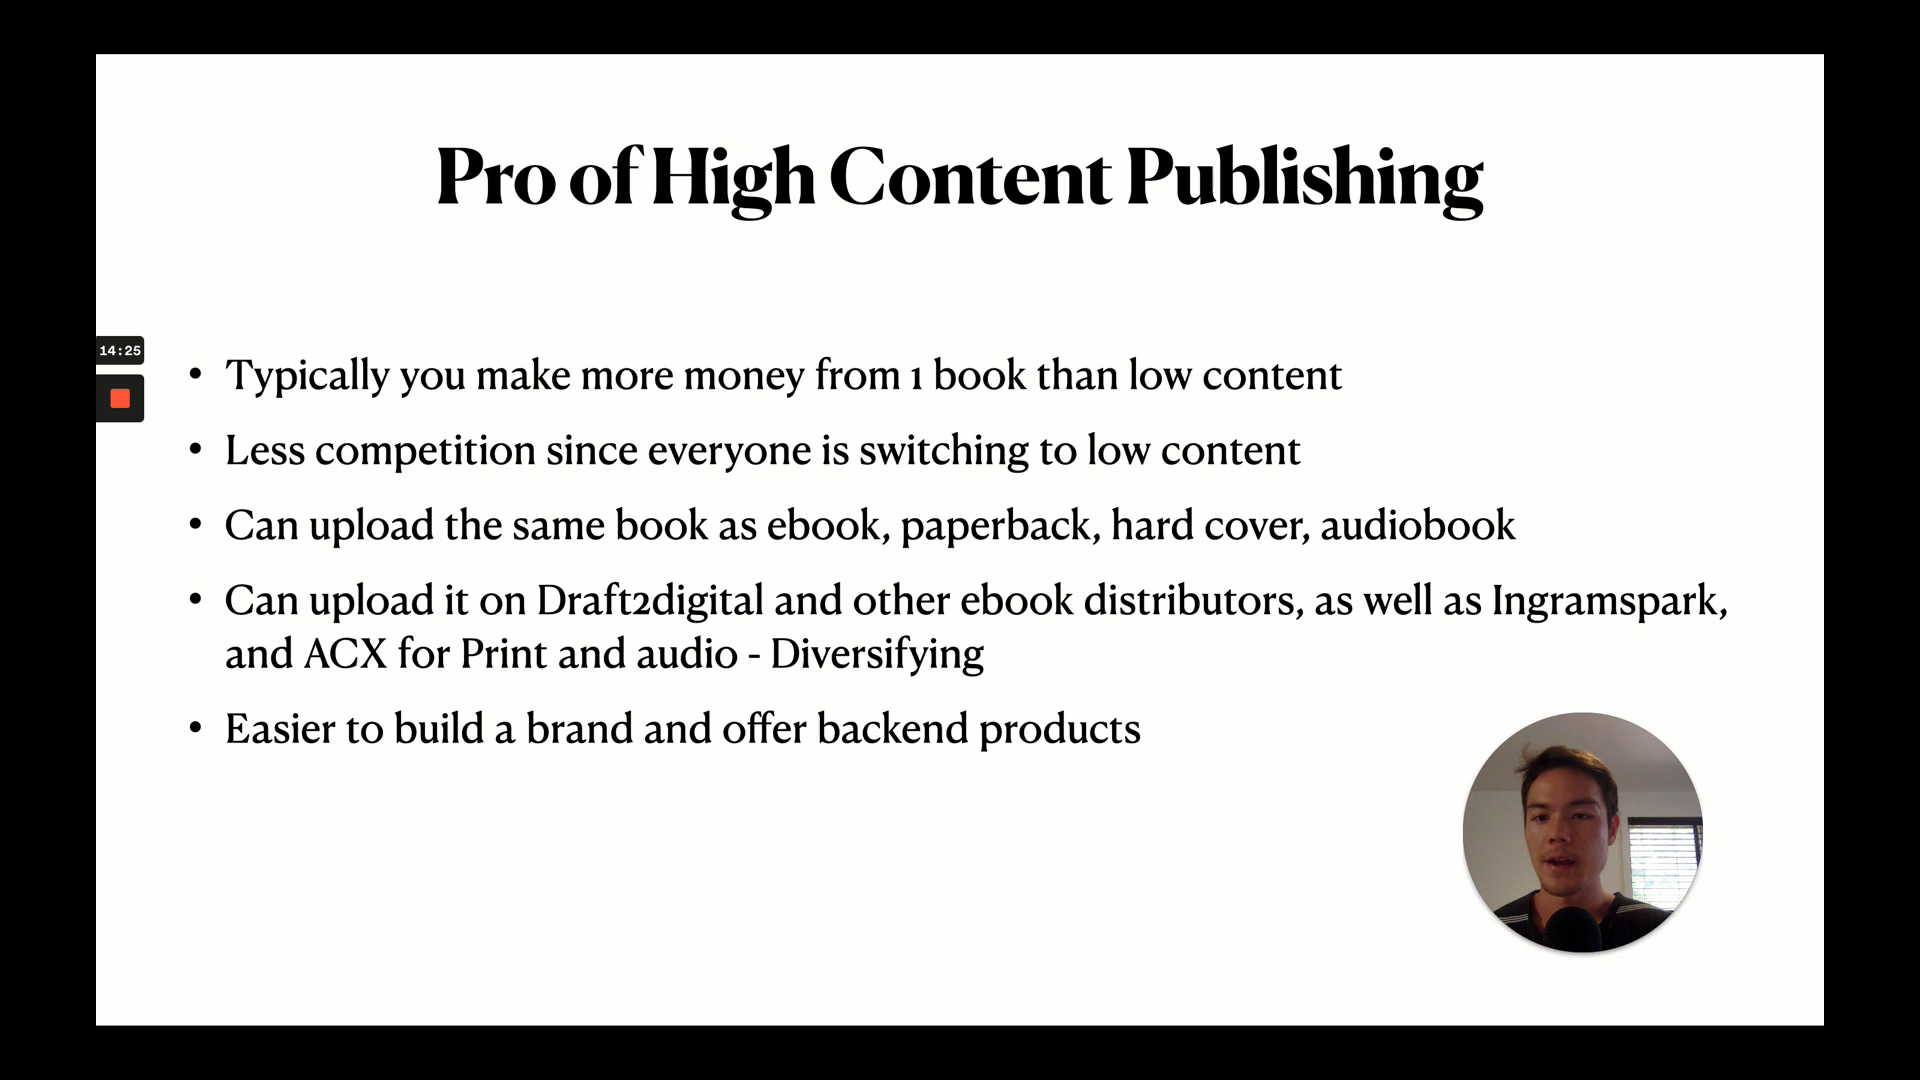 Pro of High Content Publishing
14:25
• Typically you make more money from 1 book than low content
• Less competition since everyone is switching to low content
• Can upload the same book as ebook, paperback, hard cover, audiobook
• Can upload it on Draft2digital and other ebook distributors, as well as Ingramspark,
and ACX for Print and audio - Diversifying
• Easier to build a brand and offer backend products